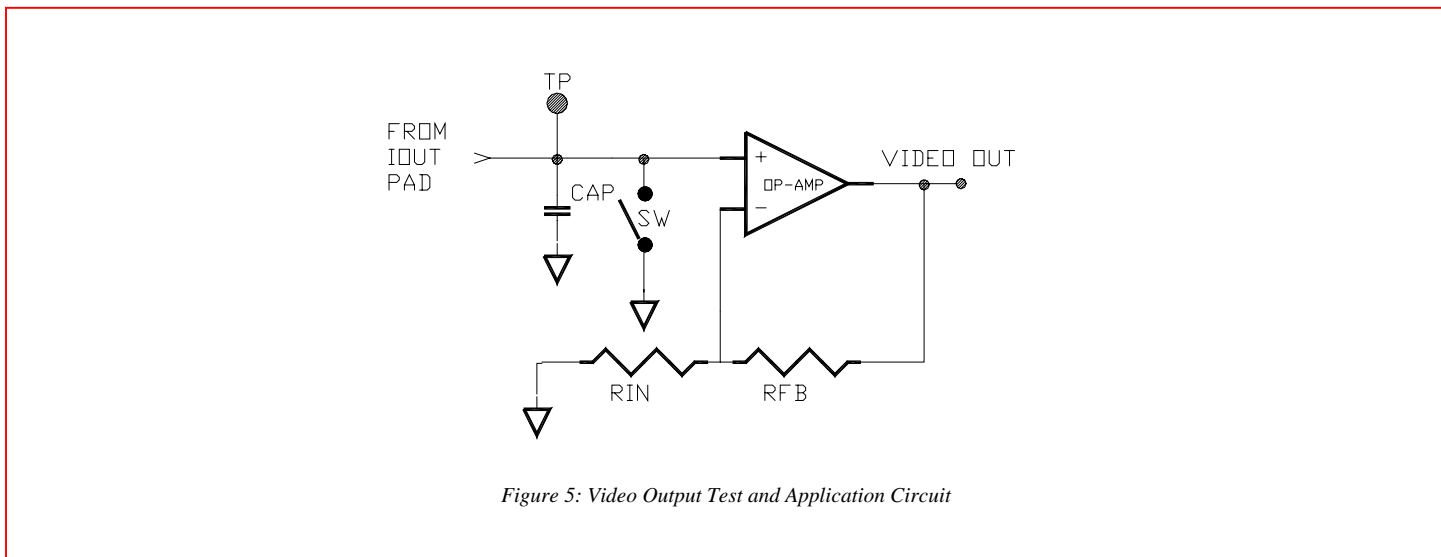 TP
FROM
IOUT
PAD
CAP
SW
+
OP-AMP
−
VIDEO OUT
RIN
RFB
Figure 5: Video Output Test and Application Circuit